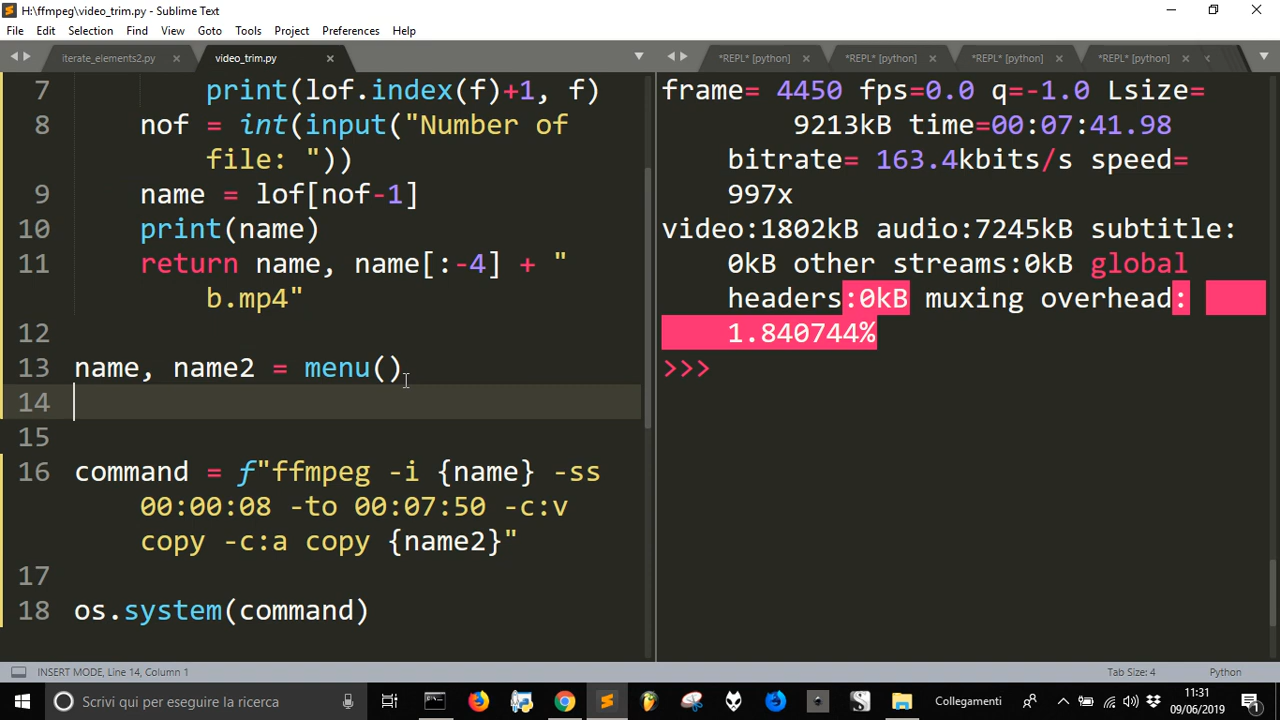 H:\ffmpeg\video_trim.py - Sublime Text
File Edit Selection Find View Goto Tools Project Preferences Help
iterate_elements2.py video_trim.py
*REPL* [python] *REPL* [python] *REPL* [python] *REPL* [python]
7 print(lof.index(f)+1, f)
8 nof = int(input("Number of
file: "))
9 name = lof[nof-1]
10 print(name)
11 return name, name[:-4] + "
b.mp4"
12
13 name, name2 = menu()
14
15
16 command = f"ffmpeg -i {name} -ss
00:00:08 -to 00:07:50 -c:v
copy -c:a copy {name2}"
17
18 os.system(command)
frame= 4450 fps=0.0 q=-1.0 Lsize=
9213kB time=00:07:41.98
bitrate= 163.4kbits/s speed=
997x
video:1802kB audio:7245kB subtitle:
0kB other streams:0kB global
headers:0kB muxing overhead:
1.840744%
>>>
INSERT MODE, Line 14, Column 1 Tab Size: 4 Python
Scrivi qui per eseguire la ricerca Collegamenti 11:31
09/06/2019